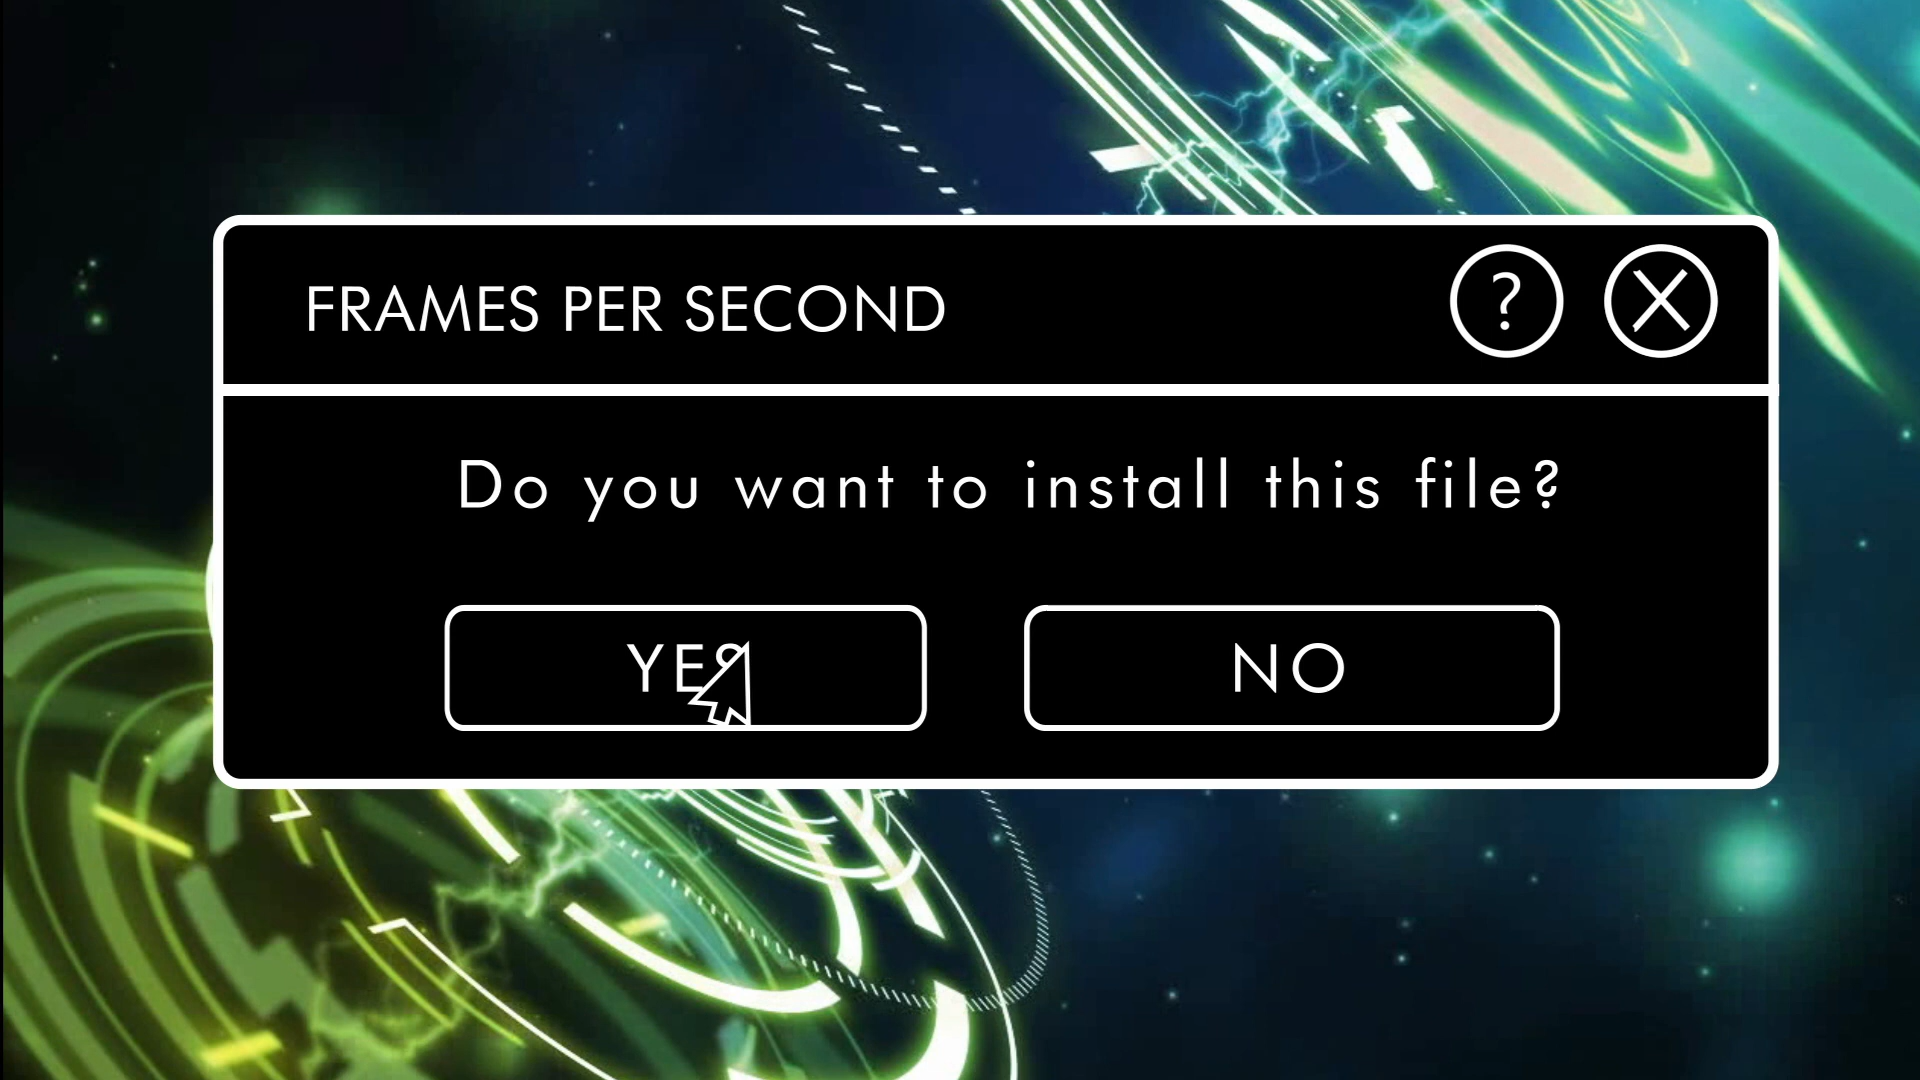 FRAMES PER SECOND
?
X
Do you want to install this file?
YES
NO